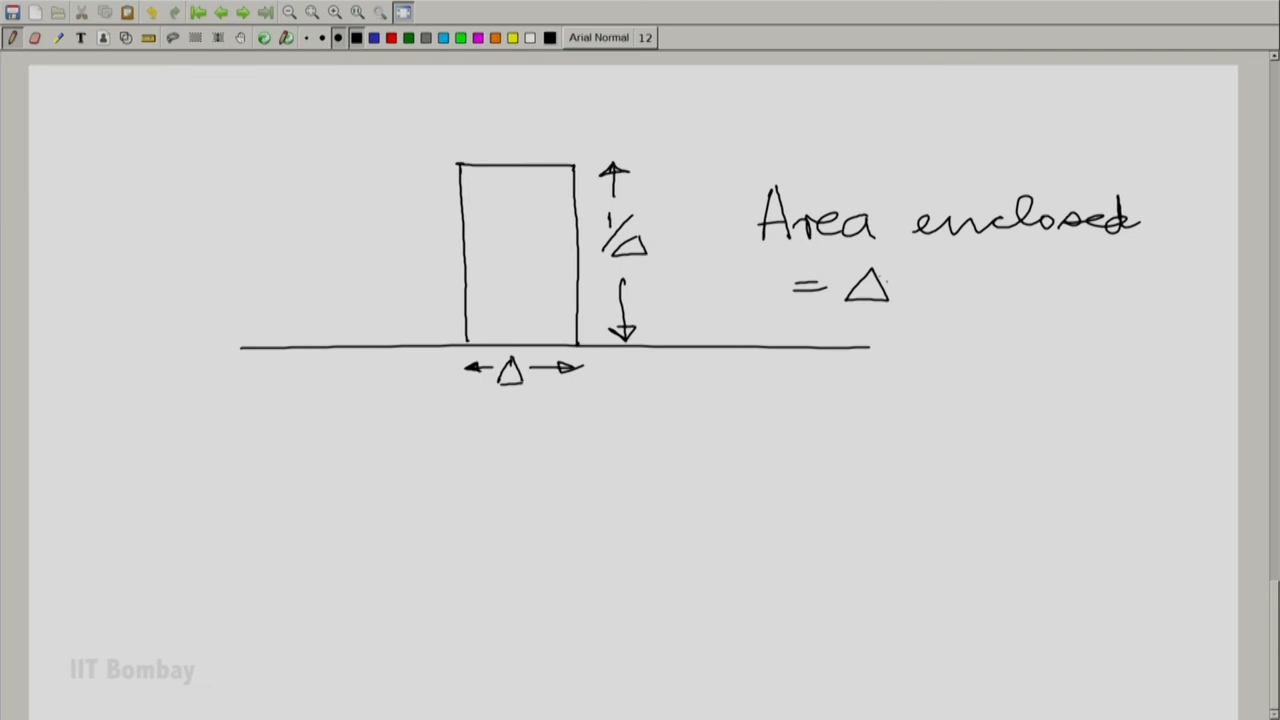 Arial Normal 12
1/Δ
Area enclosed
= Δ
Δ
IIT Bombay